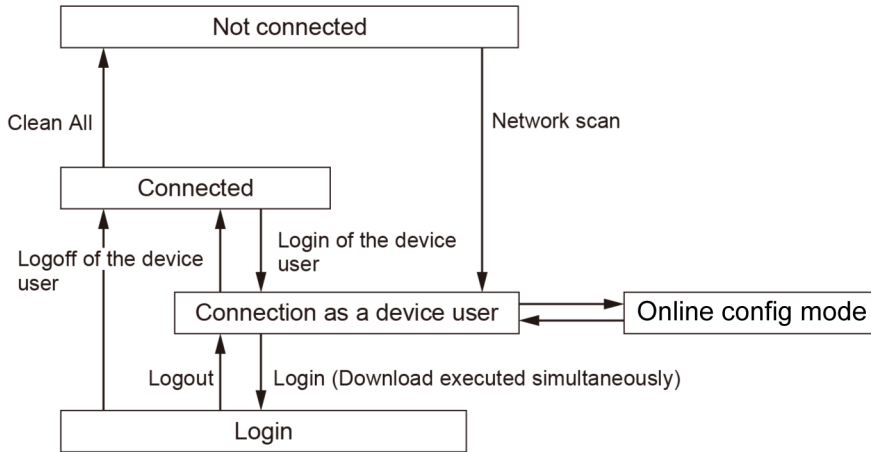 Not connected
Clean All
Network scan
Connected
Logoff of the device
user
Login of the device
user
Connection as a device user
Online config mode
Logout
Login (Download executed simultaneously)
Login